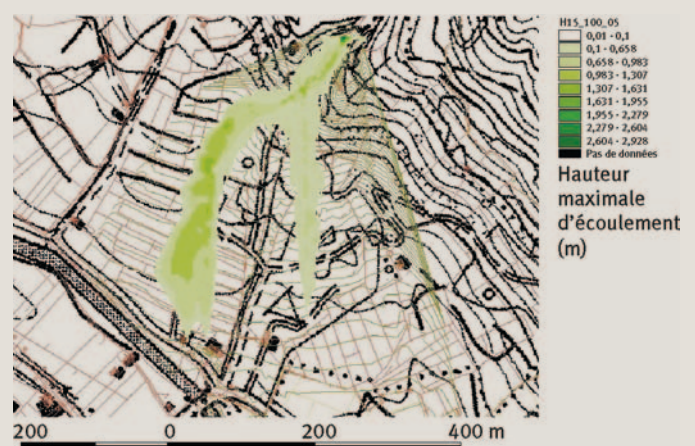 H15_100_05
0,01 - 0,1
0,1 - 0,658
0,658 - 0,983
0,983 - 1,307
1,307 - 1,631
1,631 - 1,955
1,955 - 2,279
2,279 - 2,604
2,604 - 2,928
Pas de données
Hauteur
maximale
d'écoulement
(m)
200 0 200 400 m